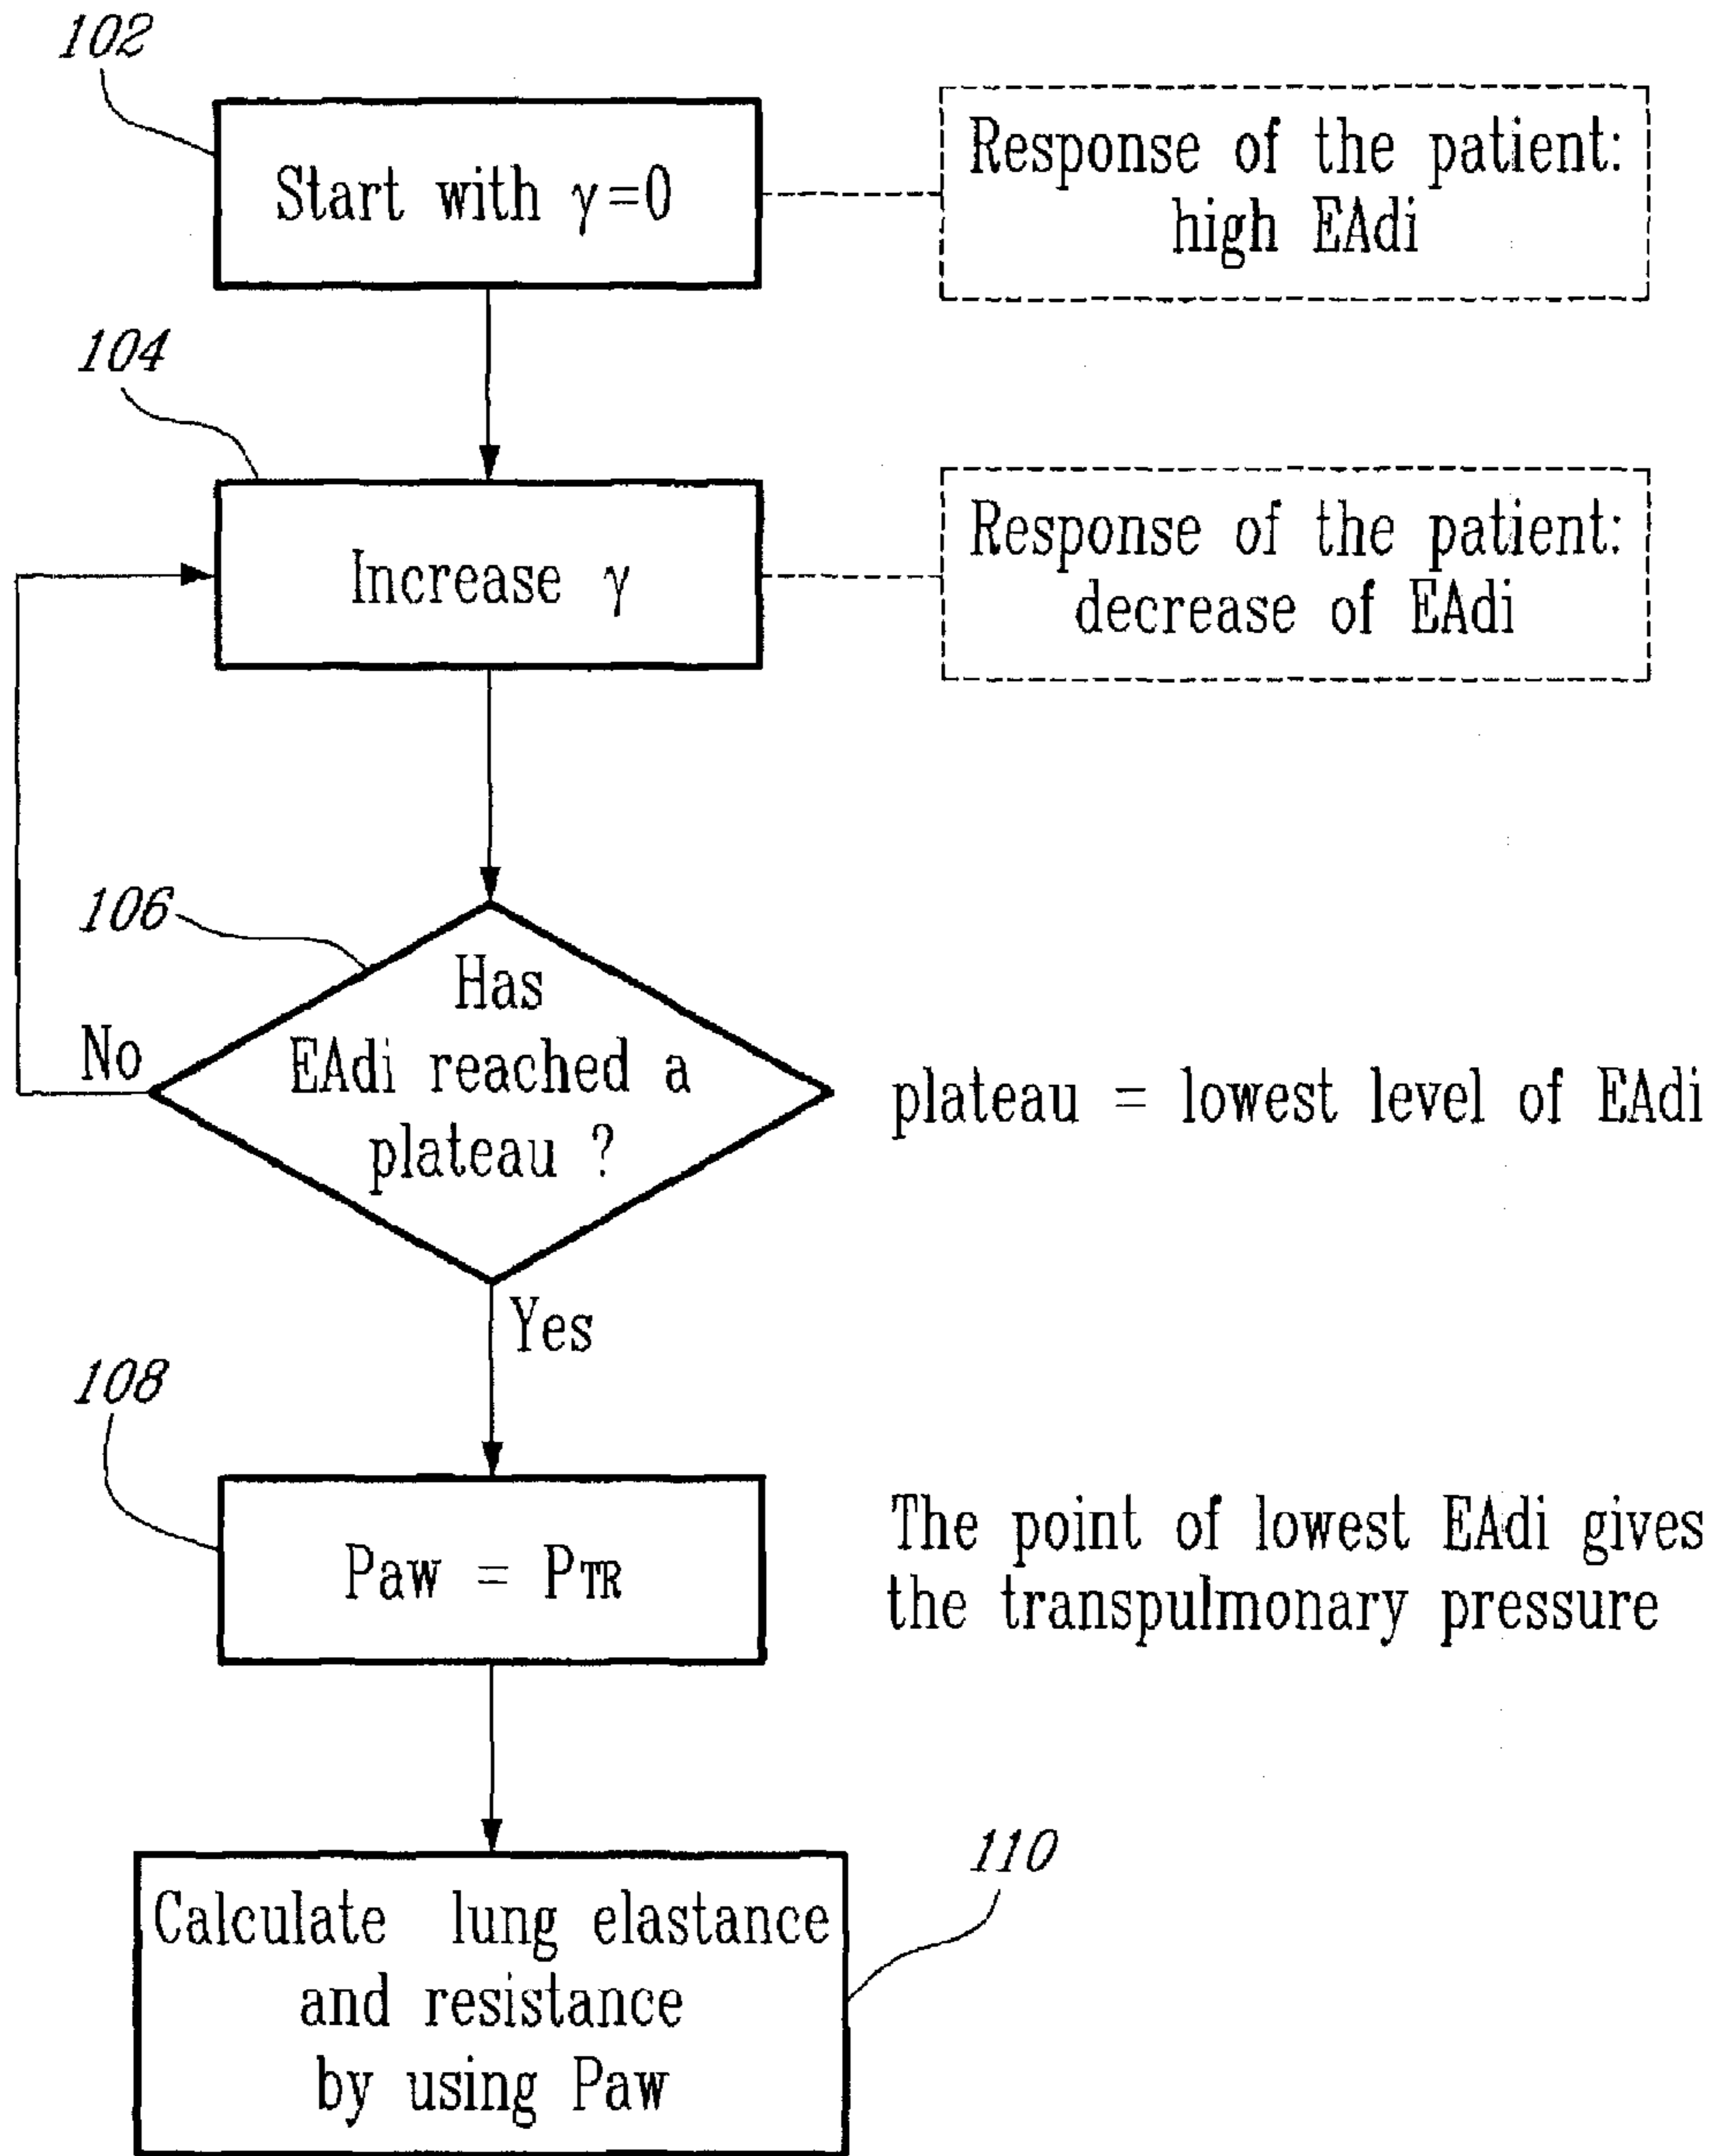 102
Start with γ=0
Response of the patient:
high EAdi
104
Increase γ
Response of the patient:
decrease of EAdi
106
Has
EAdi reached a
plateau ?
No
plateau = lowest level of EAdi
Yes
108
Paw = PTR
The point of lowest EAdi gives
the transpulmonary pressure
110
Calculate lung elastance
and resistance
by using Paw